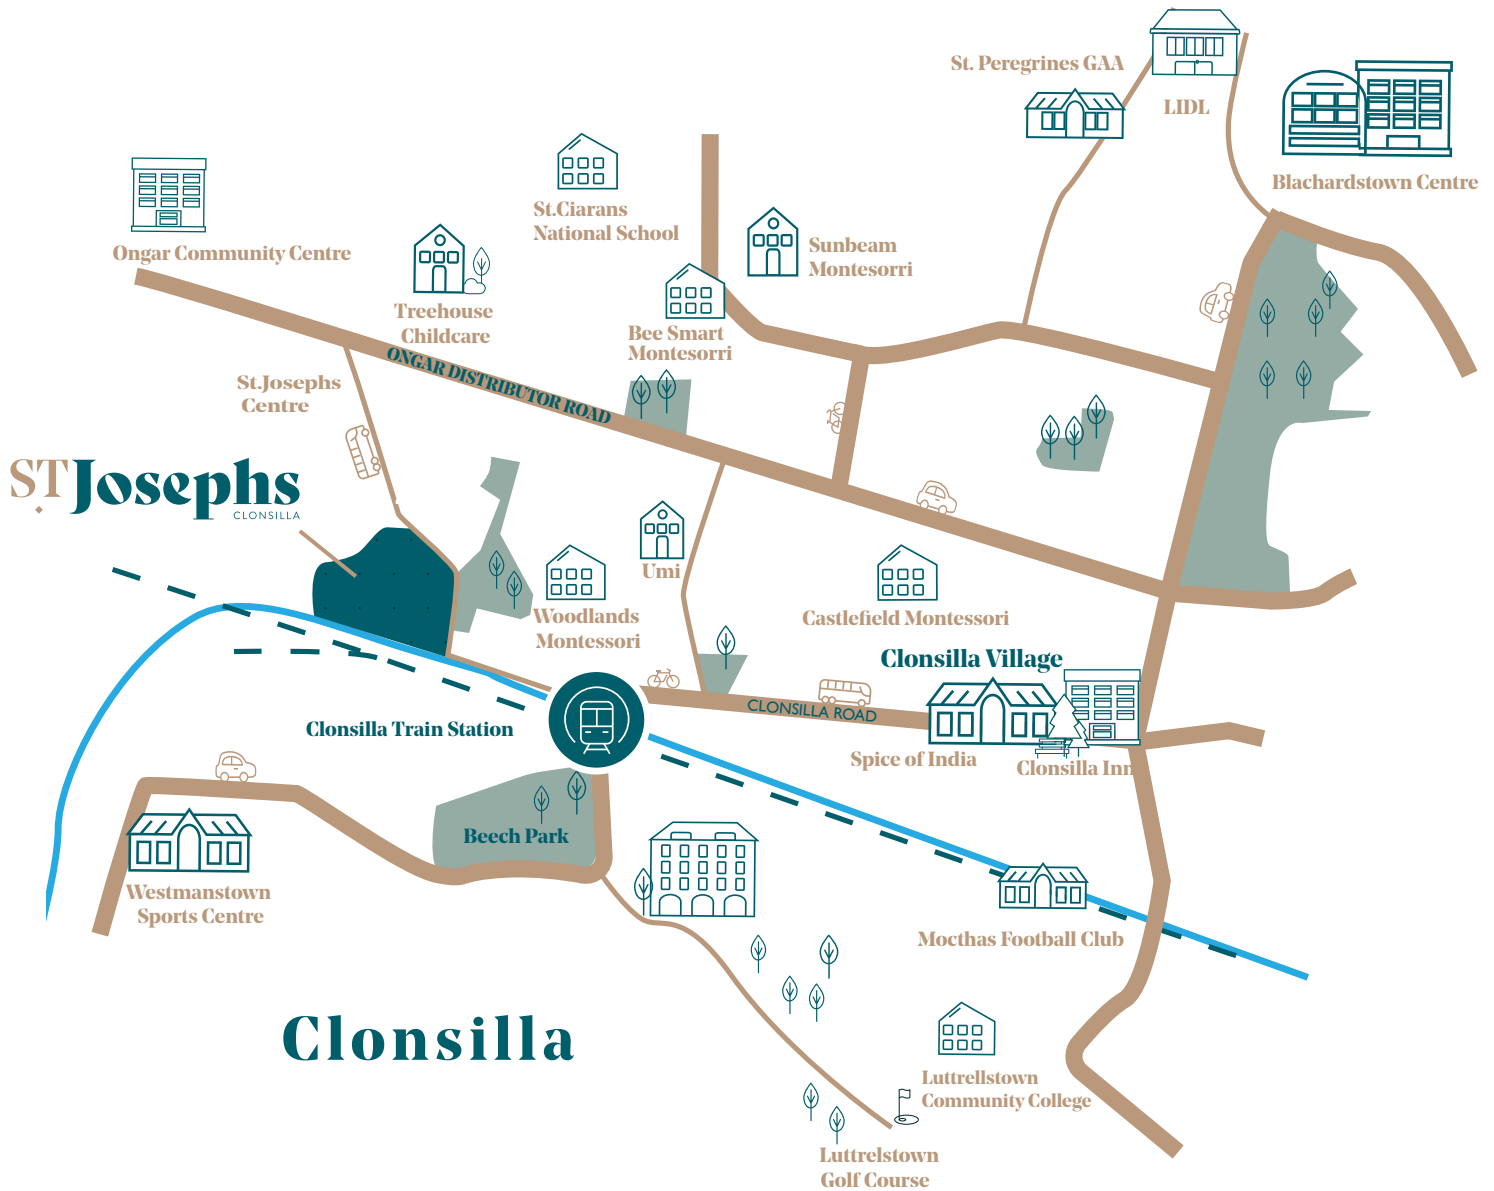 St. Peregrines GAA
LIDL
Blachardstown Centre
St.Ciarans
National School
Ongar Community Centre
Sunbeam
Montesorri
Treehouse
Childcare
Bee Smart
Montesorri
ONGAR DISTRIBUTOR ROAD
St.Josephs
Centre
ST Josephs
CLONSILLA
Umi
Woodlands
Montessori
Castlefield Montessori
Clonsilla Village
CLONSILLA ROAD
Clonsilla Train Station
Spice of India
Clonsilla Inn
Beech Park
Westmanstown
Sports Centre
Mocthas Football Club
Clonsilla
Luttrellstown
Community College
Luttrelstown
Golf Course